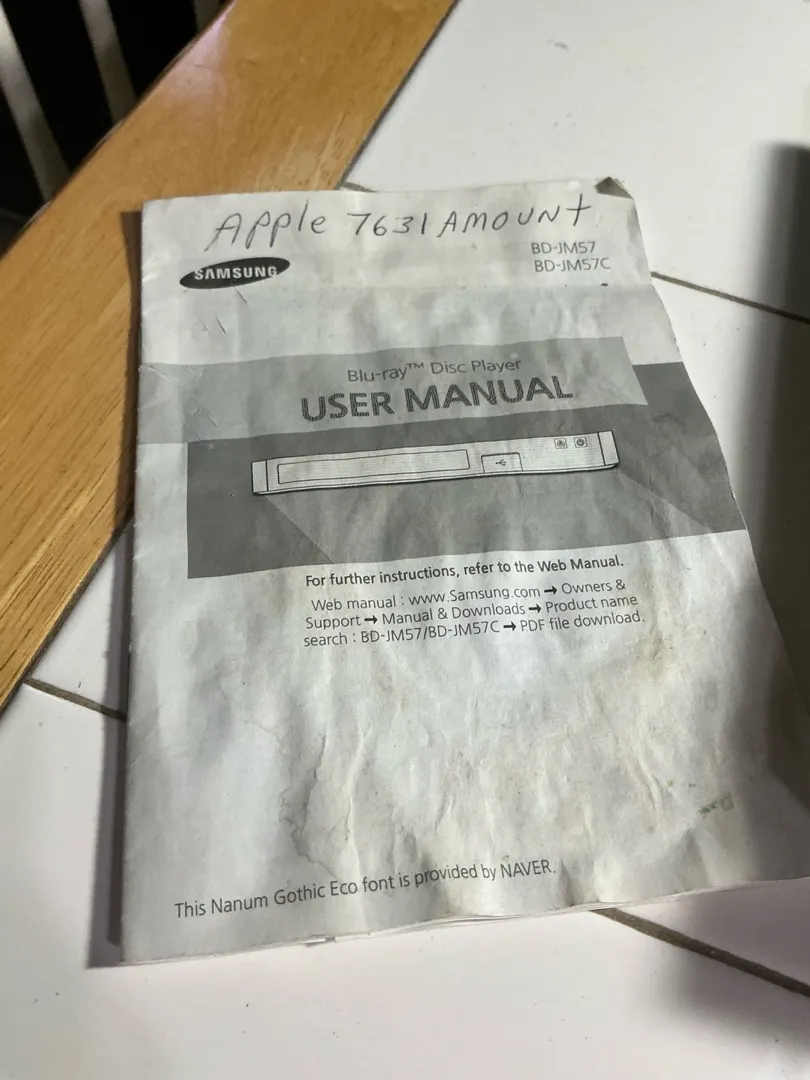 Apple 7631 AMOUNt
BD-JM57
SAMSUNG
BD-JM57C
Blu-ray™ Disc Player
USER MANUAL
For further instructions, refer to the Web Manual.
Web manual : www.Samsung.com → Owners &
Support → Manual & Downloads → Product name
search : BD-JM57/BD-JM57C → PDF file download.
This Nanum Gothic Eco font is provided by NAVER.